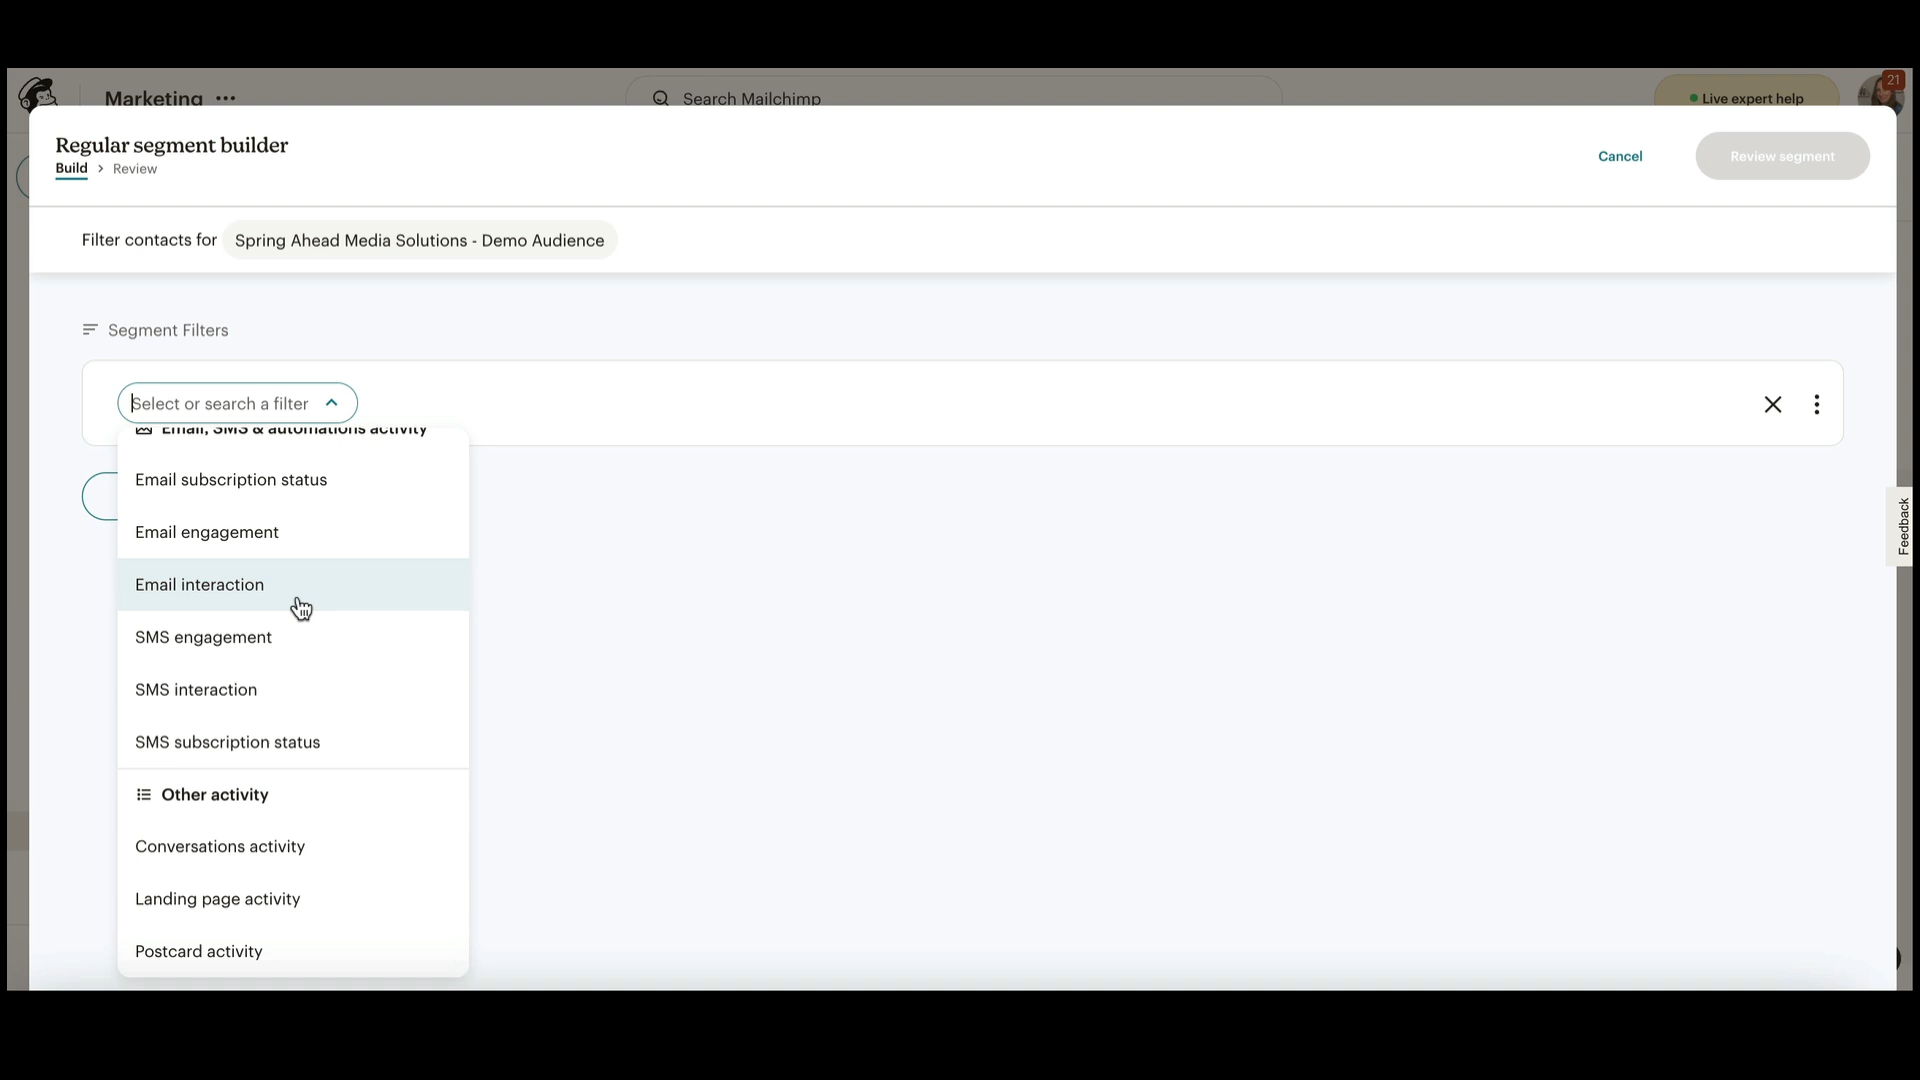 Marketing
Search Mailchimp
Live expert help
21
Regular segment builder
Build > Review
Cancel
Review segment
Filter contacts for Spring Ahead Media Solutions - Demo Audience
Segment Filters
Select or search a filter
Email, SMS & automations activity
Email subscription status
Email engagement
Email interaction
SMS engagement
SMS interaction
SMS subscription status
Other activity
Conversations activity
Landing page activity
Postcard activity
Feedback